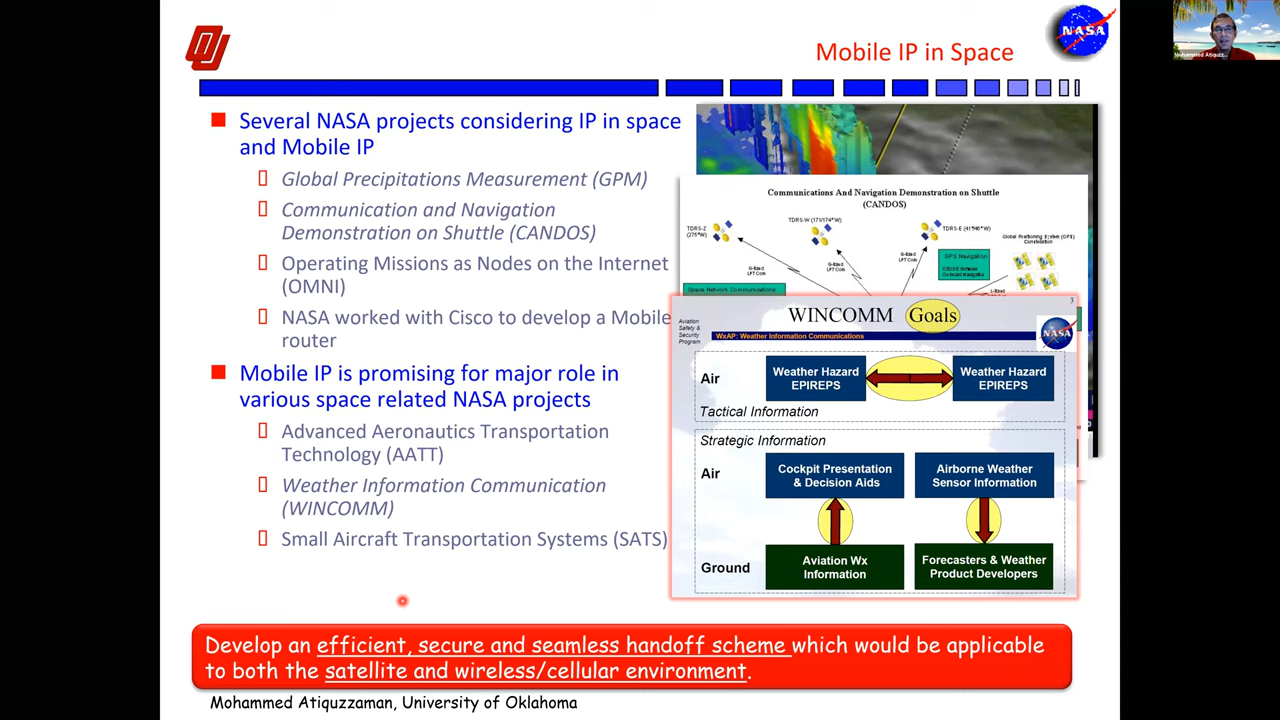 Mobile IP in Space
NASA
Mohammed Atiquzz...
Several NASA projects considering IP in space
and Mobile IP
Global Precipitations Measurement (GPM)
Communication and Navigation
Demonstration on Shuttle (CANDOS)
Operating Missions as Nodes on the Internet
(OMNI)
NASA worked with Cisco to develop a Mobile
router
Mobile IP is promising for major role in
various space related NASA projects
Advanced Aeronautics Transportation
Technology (AATT)
Weather Information Communication
(WINCOMM)
Small Aircraft Transportation Systems (SATS)
Communications And Navigation Demonstration on Shuttle
(CANDOS)
TDRS-Z
(275°W)
TDRS-W (171/174°W)
TDRS-E (41°/46°W)
Global Positioning System (GPS)
Constellation
GPS Navigation
S-Band
LPT Com
S-Band
LPT Com
S-Band
LPT Com
Space Network Communications
3
Aviation
Safety &
Security
Program
WINCOMM Goals
WxAP: Weather Information Communications
NASA
Air
Weather Hazard
EPIREPS
Weather Hazard
EPIREPS
Tactical Information
Strategic Information
Air
Cockpit Presentation
& Decision Aids
Airborne Weather
Sensor Information
Ground
Aviation Wx
Information
Forecasters & Weather
Product Developers
Develop an efficient, secure and seamless handoff scheme which would be applicable
to both the satellite and wireless/cellular environment.
Mohammed Atiquzzaman, University of Oklahoma